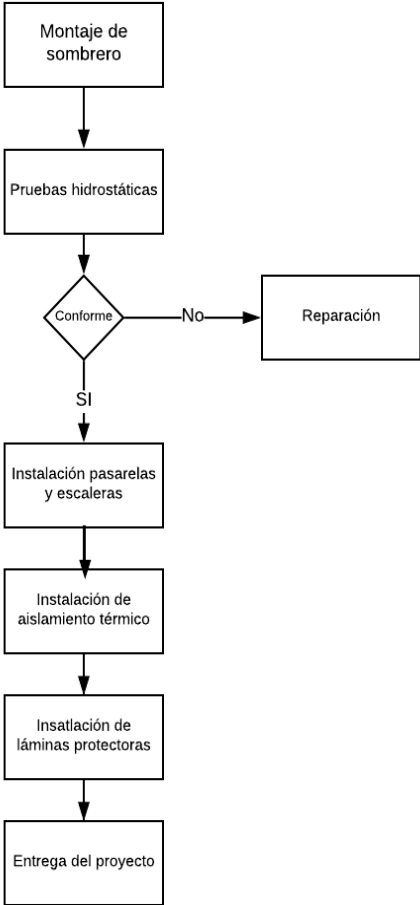 Montaje de
sombrero
Pruebas hidrostáticas
Conforme
No
Reparación
SI
Instalación pasarelas
y escaleras
Instalación de
aislamiento térmico
Insatlación de
láminas protectoras
Entrega del proyecto